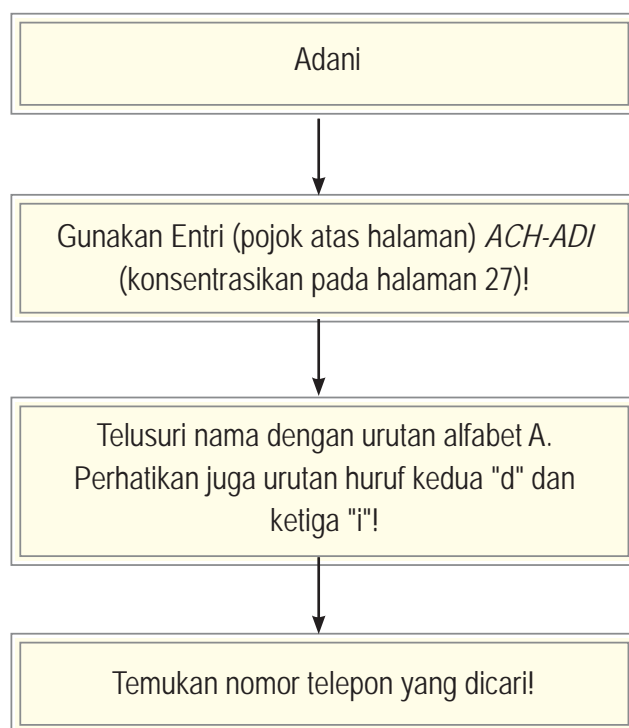 Adani
Gunakan Entri (pojok atas halaman) ACH-ADI
(konsentrasikan pada halaman 27)!
Telusuri nama dengan urutan alfabet A.
Perhatikan juga urutan huruf kedua "d" dan
ketiga "i"!
Temukan nomor telepon yang dicari!